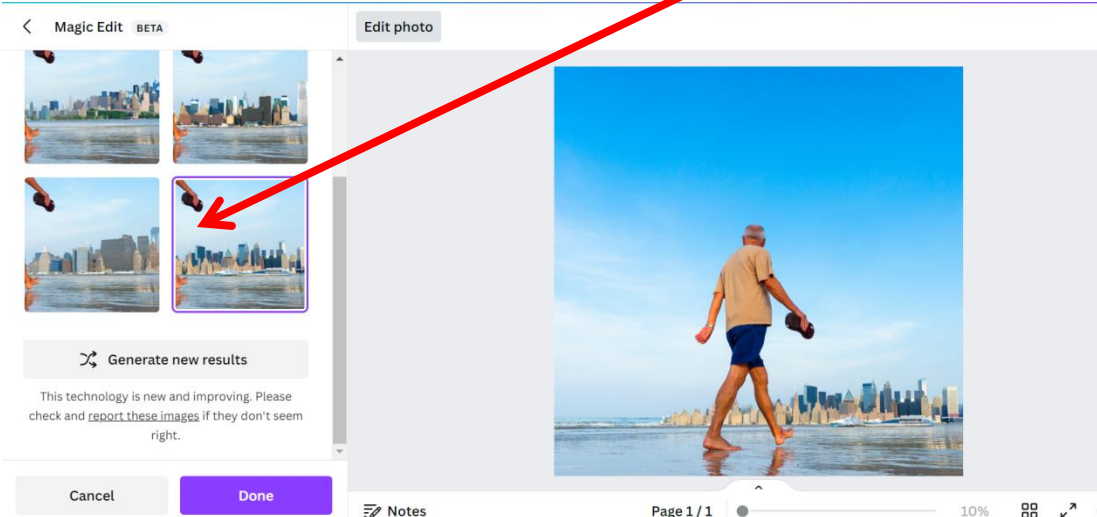 Magic Edit BETA
Edit photo
Generate new results
This technology is new and improving. Please
check and report these images if they don't seem
right.
Cancel
Done
Notes
Page 1 / 1
10%